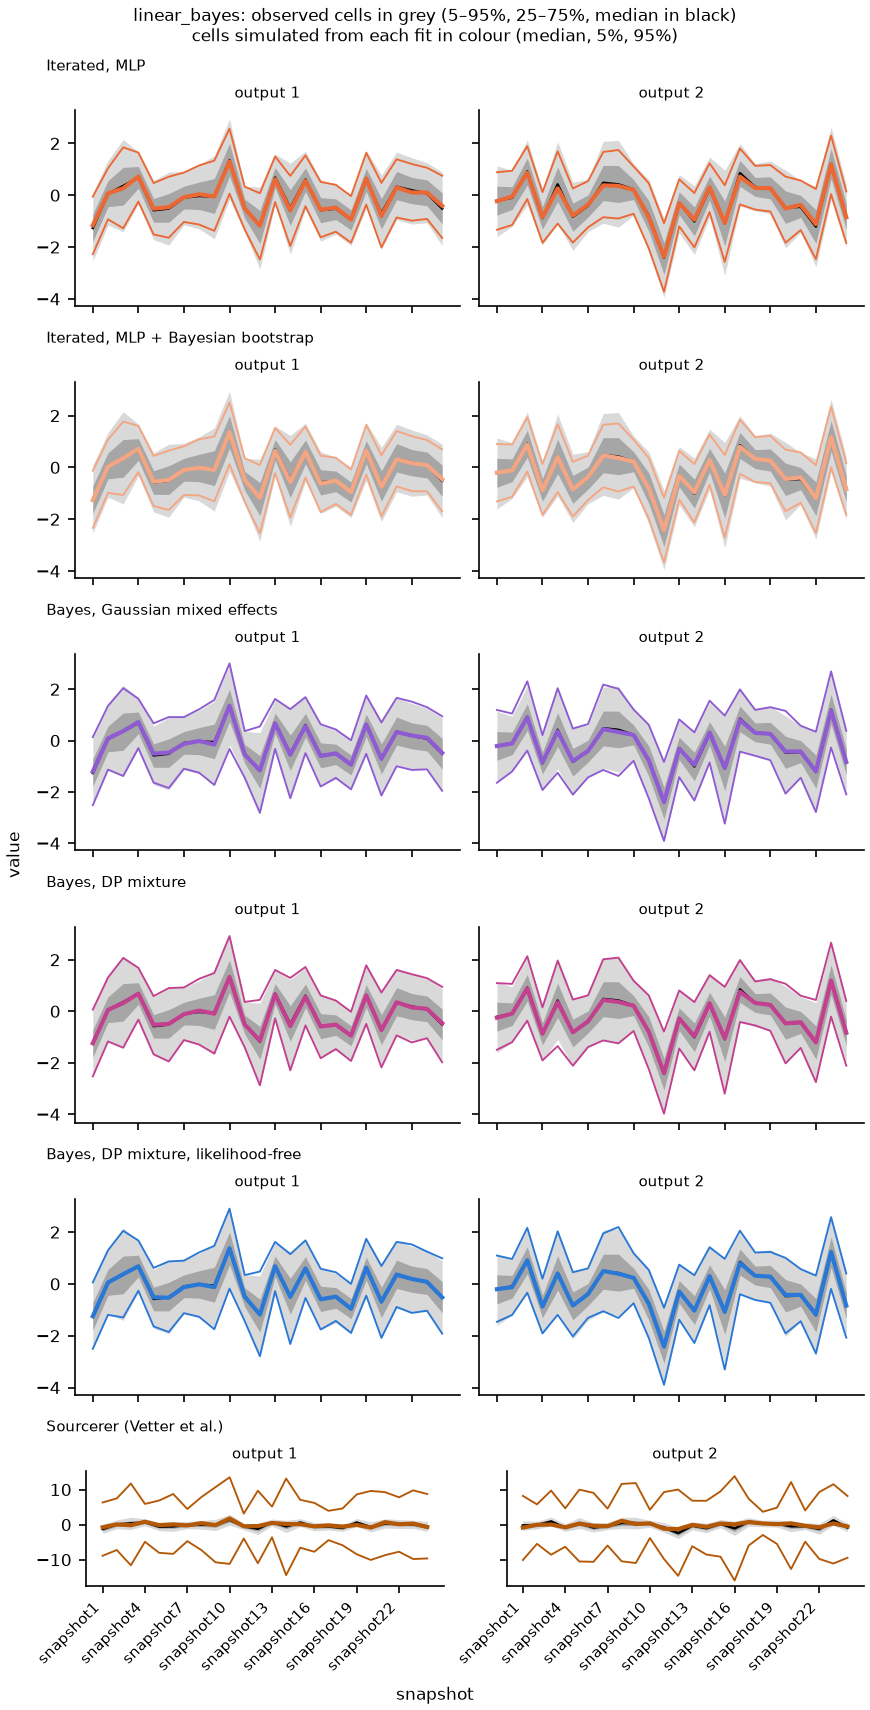 linear_bayes: observed cells in grey (5–95%, 25–75%, median in black)
cells simulated from each fit in colour (median, 5%, 95%)
Iterated, MLP
output 1
output 2
2
0
−2
−4
Iterated, MLP + Bayesian bootstrap
output 1
output 2
2
0
−2
−4
Bayes, Gaussian mixed effects
output 1
output 2
2
0
−2
−4
value
Bayes, DP mixture
output 1
output 2
2
0
−2
−4
Bayes, DP mixture, likelihood-free
output 1
output 2
2
0
−2
−4
Sourcerer (Vetter et al.)
output 1
output 2
10
0
−10
snapshot1
snapshot4
snapshot7
snapshot10
snapshot13
snapshot16
snapshot19
snapshot22
snapshot1
snapshot4
snapshot7
snapshot10
snapshot13
snapshot16
snapshot19
snapshot22
snapshot